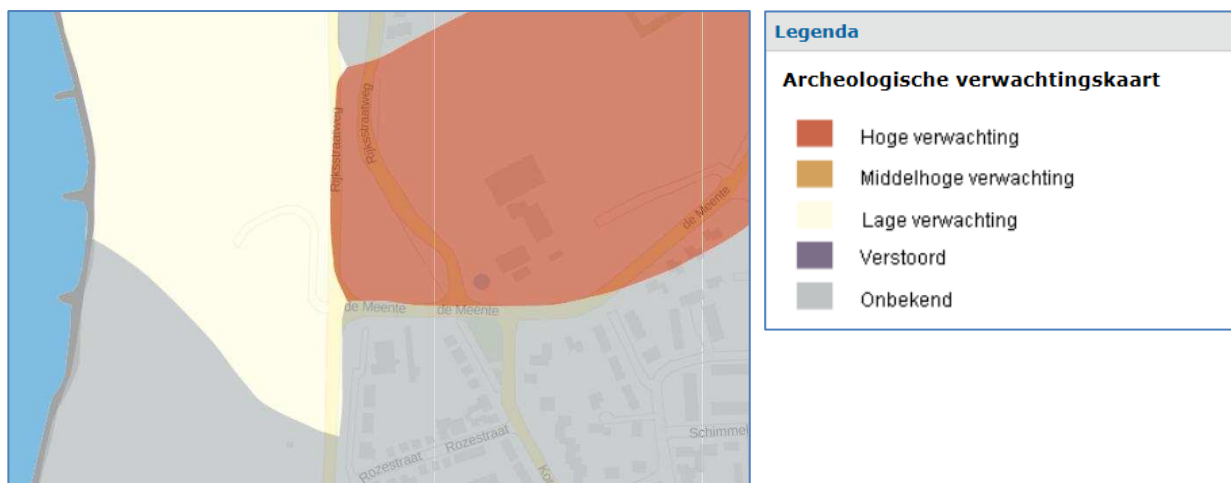 Rijksstraatweg
Rijksstraatweg
de Meente
de Meente
de Meente
Rozestraat
Rozestraat
Schimmel
Kor
Legenda
Archeologische verwachtingskaart
Hoge verwachting
Middelhoge verwachting
Lage verwachting
Verstoord
Onbekend